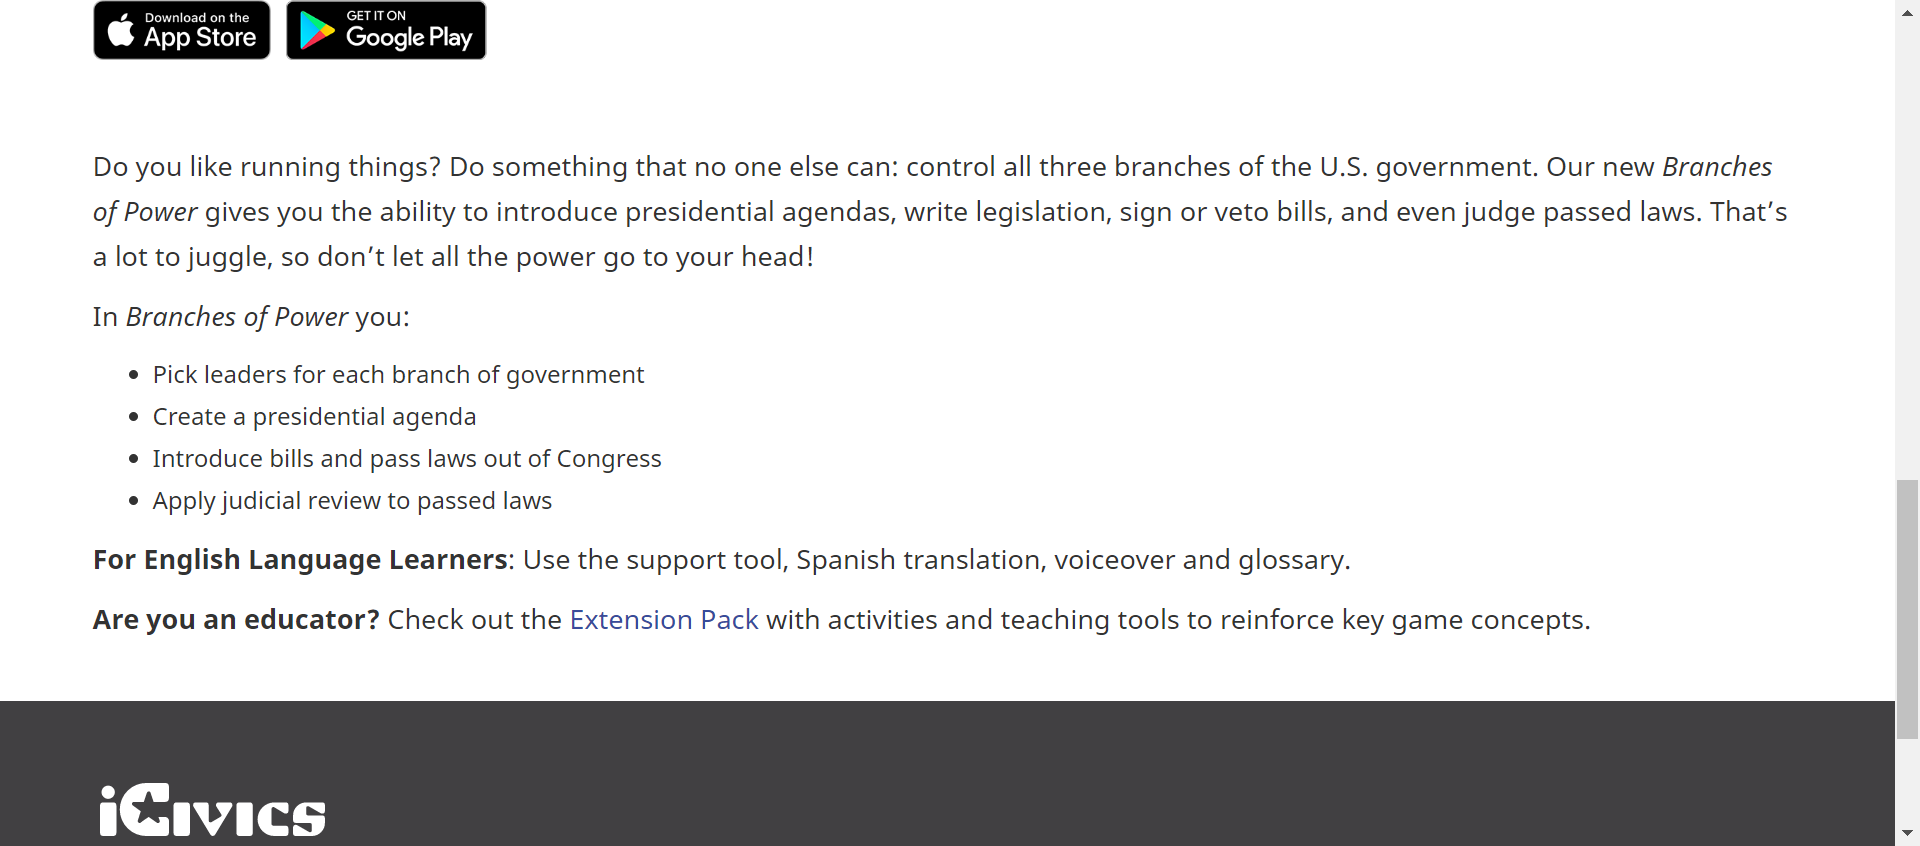 Download on the
App Store
GET IT ON
Google Play
Do you like running things? Do something that no one else can: control all three branches of the U.S. government. Our new Branches
of Power gives you the ability to introduce presidential agendas, write legislation, sign or veto bills, and even judge passed laws. That’s
a lot to juggle, so don’t let all the power go to your head!
In Branches of Power you:
Pick leaders for each branch of government
Create a presidential agenda
Introduce bills and pass laws out of Congress
Apply judicial review to passed laws
For English Language Learners: Use the support tool, Spanish translation, voiceover and glossary.
Are you an educator? Check out the Extension Pack with activities and teaching tools to reinforce key game concepts.
iCivics